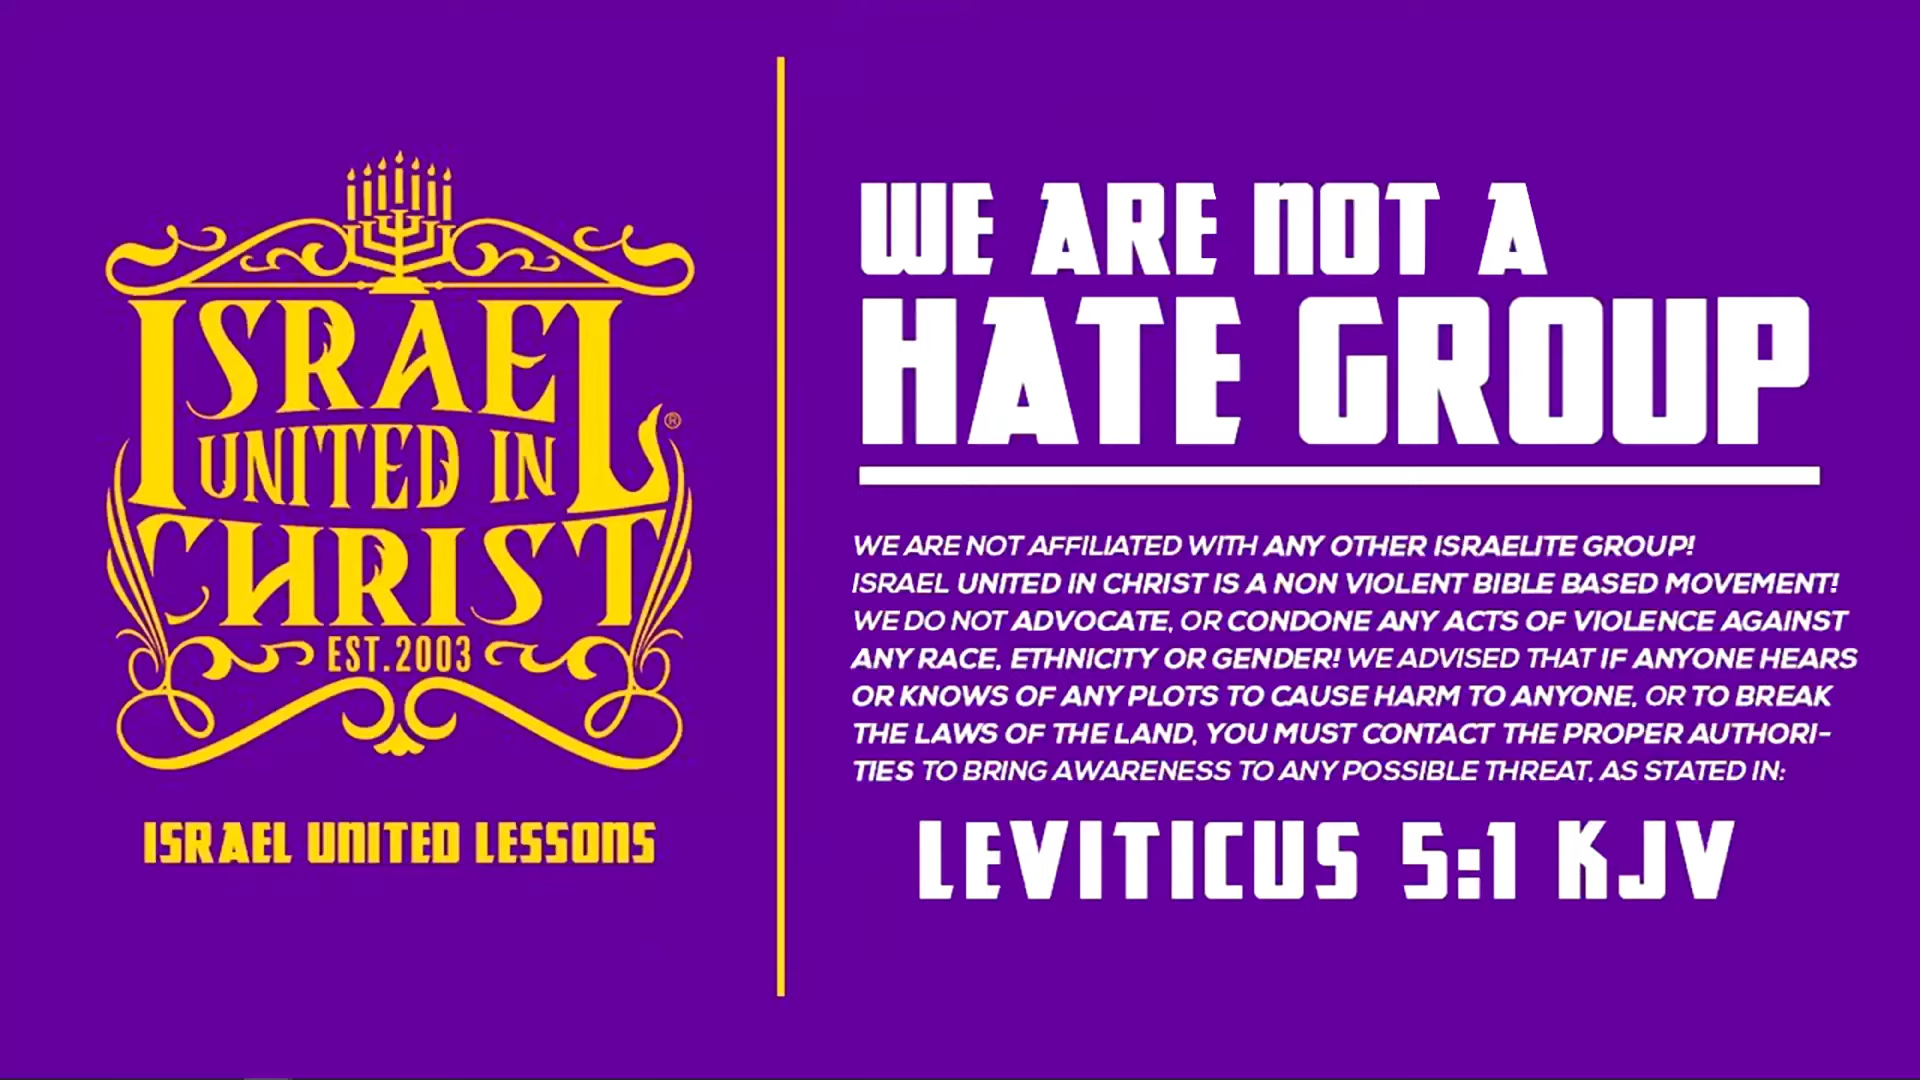 ISRAEL
UNITED IN
CHRIST
®
EST.2003
ISRAEL UNITED LESSONS
WE ARE NOT A
HATE GROUP
WE ARE NOT AFFILIATED WITH ANY OTHER ISRAELITE GROUP!
ISRAEL UNITED IN CHRIST IS A NON VIOLENT BIBLE BASED MOVEMENT!
WE DO NOT ADVOCATE, OR CONDONE ANY ACTS OF VIOLENCE AGAINST
ANY RACE, ETHNICITY OR GENDER! WE ADVISED THAT IF ANYONE HEARS
OR KNOWS OF ANY PLOTS TO CAUSE HARM TO ANYONE, OR TO BREAK
THE LAWS OF THE LAND, YOU MUST CONTACT THE PROPER AUTHORI-
TIES TO BRING AWARENESS TO ANY POSSIBLE THREAT, AS STATED IN:
LEVITICUS 5:1 KJV